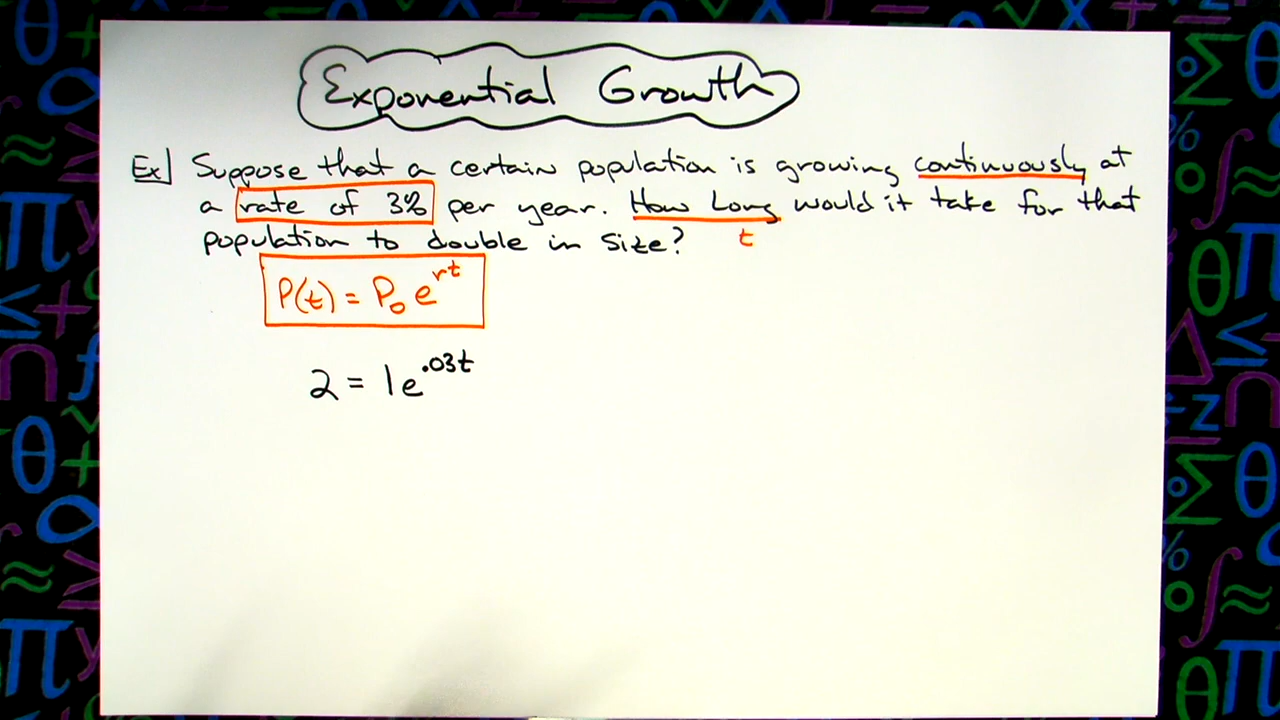 Exponential Growth
Ex] Suppose that a certain population is growing continuously at
a rate of 3% per year. How Long would it take for that
population to double in size? t
P(t) = P₀ e^{rt}
2 = 1e^{.03t}